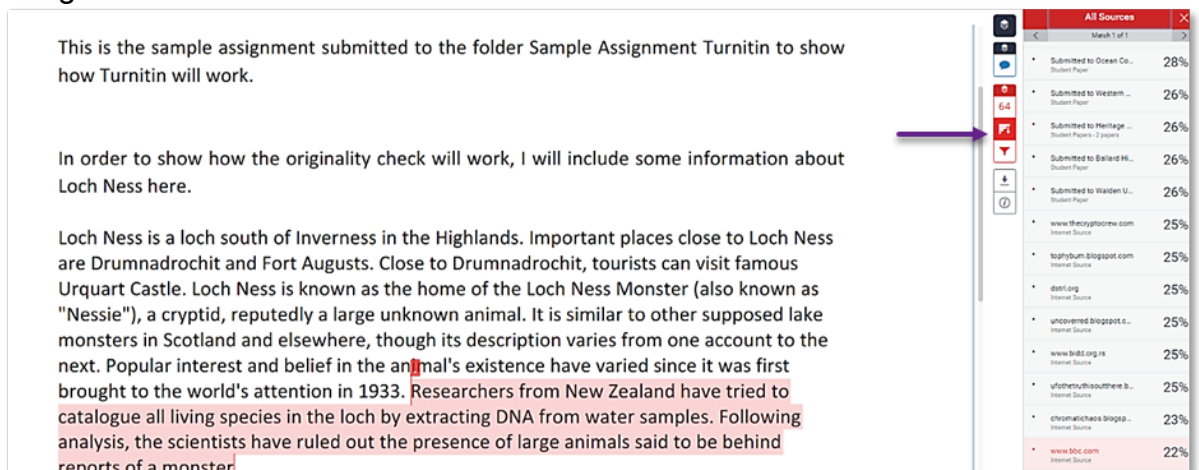 This is the sample assignment submitted to the folder Sample Assignment Turnitin to show
how Turnitin will work.
In order to show how the originality check will work, I will include some information about
Loch Ness here.
Loch Ness is a loch south of Inverness in the Highlands. Important places close to Loch Ness
are Drumnadrochit and Fort Augusts. Close to Drumnadrochit, tourists can visit famous
Urquart Castle. Loch Ness is known as the home of the Loch Ness Monster (also known as
"Nessie"), a cryptid, reputedly a large unknown animal. It is similar to other supposed lake
monsters in Scotland and elsewhere, though its description varies from one account to the
next. Popular interest and belief in the animal's existence have varied since it was first
brought to the world's attention in 1933. Researchers from New Zealand have tried to
catalogue all living species in the loch by extracting DNA from water samples. Following
analysis, the scientists have ruled out the presence of large animals said to be behind
reports of a monster
64
All Sources
Match 1 of 1
Submitted to Ocean Co... 28%
Student Paper
Submitted to Western ... 26%
Student Paper
Submitted to Heritage ... 26%
Student Papers - 2 papers
Submitted to Ballard Hi... 26%
Student Paper
Submitted to Walden U... 26%
Student Paper
www.thecryptocrew.com 25%
Internet Source
tophybum.blogspot.com 25%
Internet Source
dstrl.org 25%
Internet Source
uncoverred.blogspot.c... 25%
Internet Source
www.bidd.org.rs 25%
Internet Source
ufothetruthisoutthere.b... 25%
Internet Source
chromatichaos.blogsp... 23%
Internet Source
www.bbc.com 22%
Internet Source